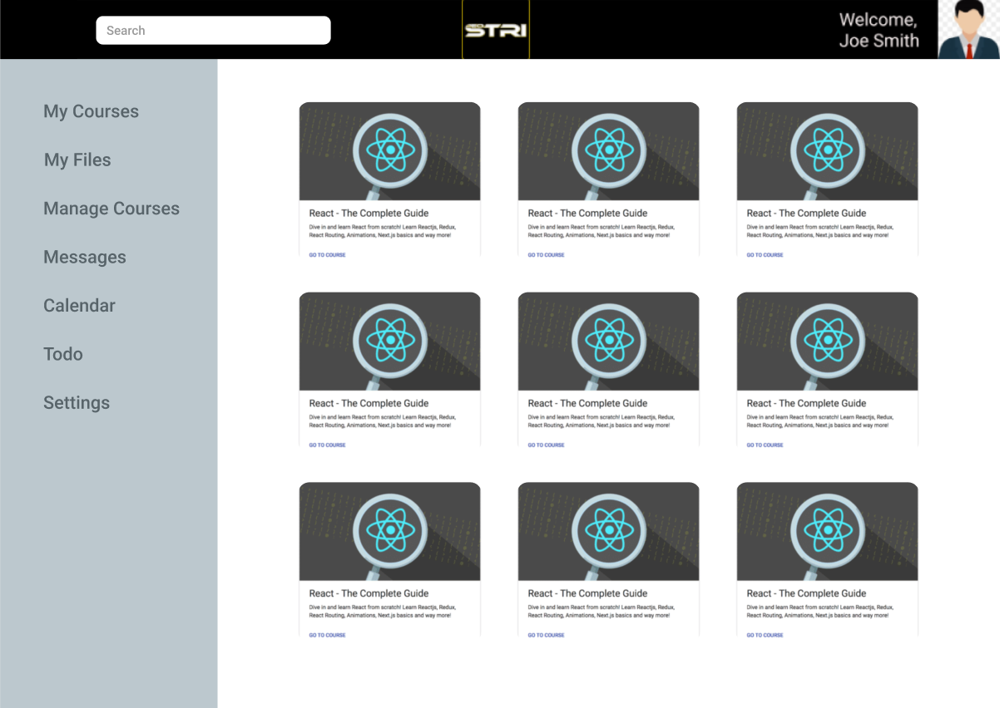 Search
STRI
Welcome,
Joe Smith
My Courses
My Files
Manage Courses
Messages
Calendar
Todo
Settings
React - The Complete Guide
Dive in and learn React from scratch! Learn Reactjs, Redux,
React Routing, Animations, Next.js basics and way more!
GO TO COURSE
React - The Complete Guide
Dive in and learn React from scratch! Learn Reactjs, Redux,
React Routing, Animations, Next.js basics and way more!
GO TO COURSE
React - The Complete Guide
Dive in and learn React from scratch! Learn Reactjs, Redux,
React Routing, Animations, Next.js basics and way more!
GO TO COURSE
React - The Complete Guide
Dive in and learn React from scratch! Learn Reactjs, Redux,
React Routing, Animations, Next.js basics and way more!
GO TO COURSE
React - The Complete Guide
Dive in and learn React from scratch! Learn Reactjs, Redux,
React Routing, Animations, Next.js basics and way more!
GO TO COURSE
React - The Complete Guide
Dive in and learn React from scratch! Learn Reactjs, Redux,
React Routing, Animations, Next.js basics and way more!
GO TO COURSE
React - The Complete Guide
Dive in and learn React from scratch! Learn Reactjs, Redux,
React Routing, Animations, Next.js basics and way more!
GO TO COURSE
React - The Complete Guide
Dive in and learn React from scratch! Learn Reactjs, Redux,
React Routing, Animations, Next.js basics and way more!
GO TO COURSE
React - The Complete Guide
Dive in and learn React from scratch! Learn Reactjs, Redux,
React Routing, Animations, Next.js basics and way more!
GO TO COURSE